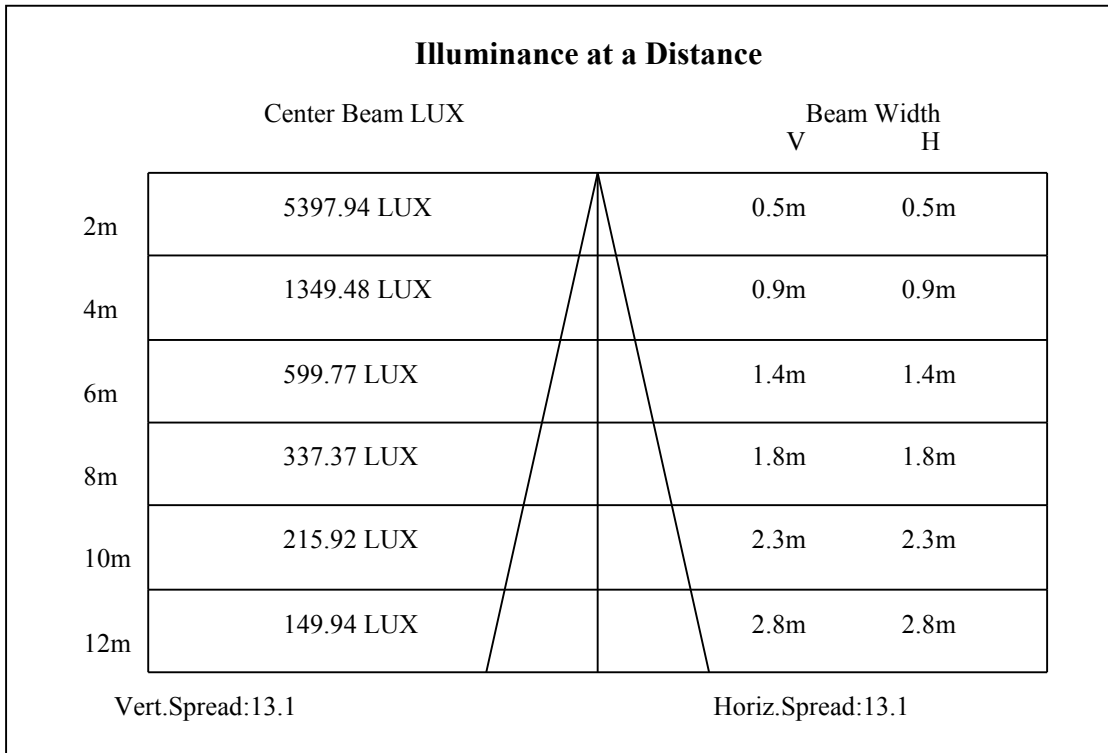 Illuminance at a Distance
Center Beam LUX Beam Width
V H
2m 5397.94 LUX 0.5m 0.5m
4m 1349.48 LUX 0.9m 0.9m
6m 599.77 LUX 1.4m 1.4m
8m 337.37 LUX 1.8m 1.8m
10m 215.92 LUX 2.3m 2.3m
12m 149.94 LUX 2.8m 2.8m
Vert.Spread:13.1 Horiz.Spread:13.1